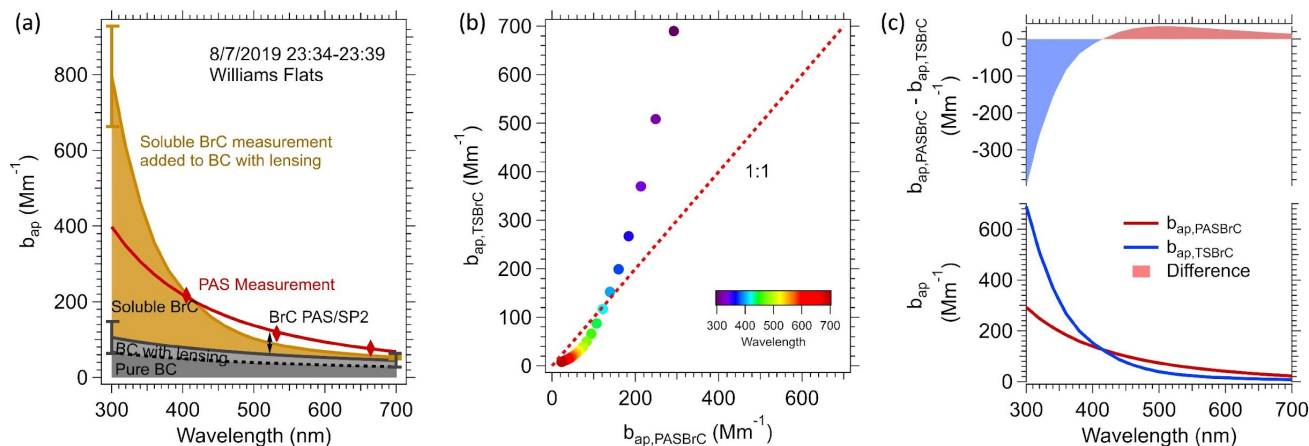 (a)
8/7/2019 23:34-23:39
Williams Flats
Soluble BrC measurement
added to BC with lensing
PAS Measurement
Soluble BrC
BrC PAS/SP2
BC with lensing
Pure BC
800
600
400
200
0
b_ap (Mm⁻¹)
300 400 500 600 700
Wavelength (nm)
(b)
700
600
500
400
300
200
100
0
b_ap,TSBrC (Mm⁻¹)
1:1
300 400 500 600 700
Wavelength
0 200 400 600
b_ap,PASBrC (Mm⁻¹)
(c)
0
-100
-200
-300
b_ap,PASBrC - b_ap,TSBrC
(Mm⁻¹)
600
400
200
0
b_ap
(Mm⁻¹)
b_ap,PASBrC
b_ap,TSBrC
Difference
300 400 500 600 700
Wavelength (nm)